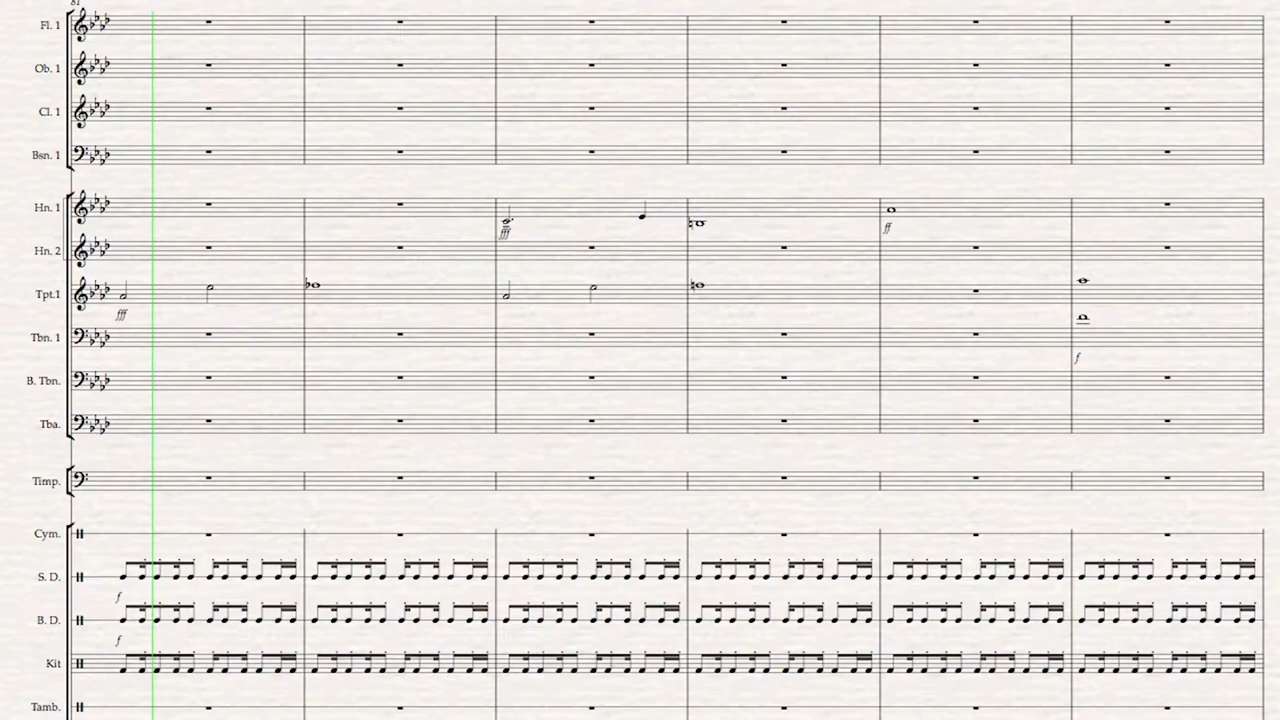 81
Fl. 1
Ob. 1
Cl. 1
Bsn. 1
Hn. 1
fff
ff
Hn. 2
Tpt.1
fff
Tbn. 1
f
B. Tbn.
Tba.
Timp.
Cym.
S. D.
f
B. D.
f
Kit
Tamb.